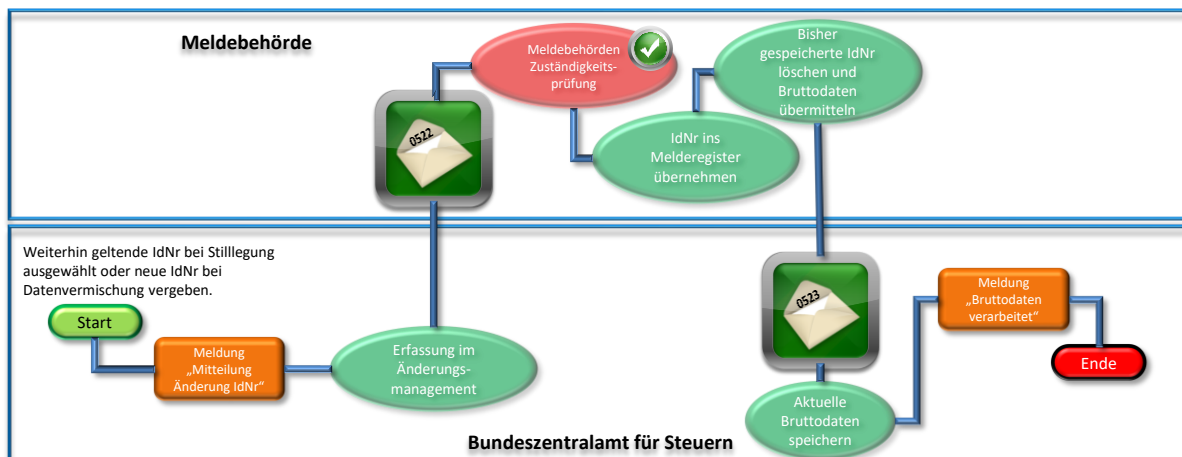 Meldebehörde
0522
Meldebehörden
Zuständigkeits-
prüfung
IdNr ins
Melderegister
übernehmen
Bisher
gespeicherte IdNr
löschen und
Bruttodaten
übermitteln
Weiterhin geltende IdNr bei Stilllegung
ausgewählt oder neue IdNr bei
Datenvermischung vergeben.
Start
Meldung
„Mitteilung
Änderung IdNr“
Erfassung im
Änderungs-
management
0523
Aktuelle
Bruttodaten
speichern
Meldung
„Bruttodaten
verarbeitet“
Ende
Bundeszentralamt für Steuern